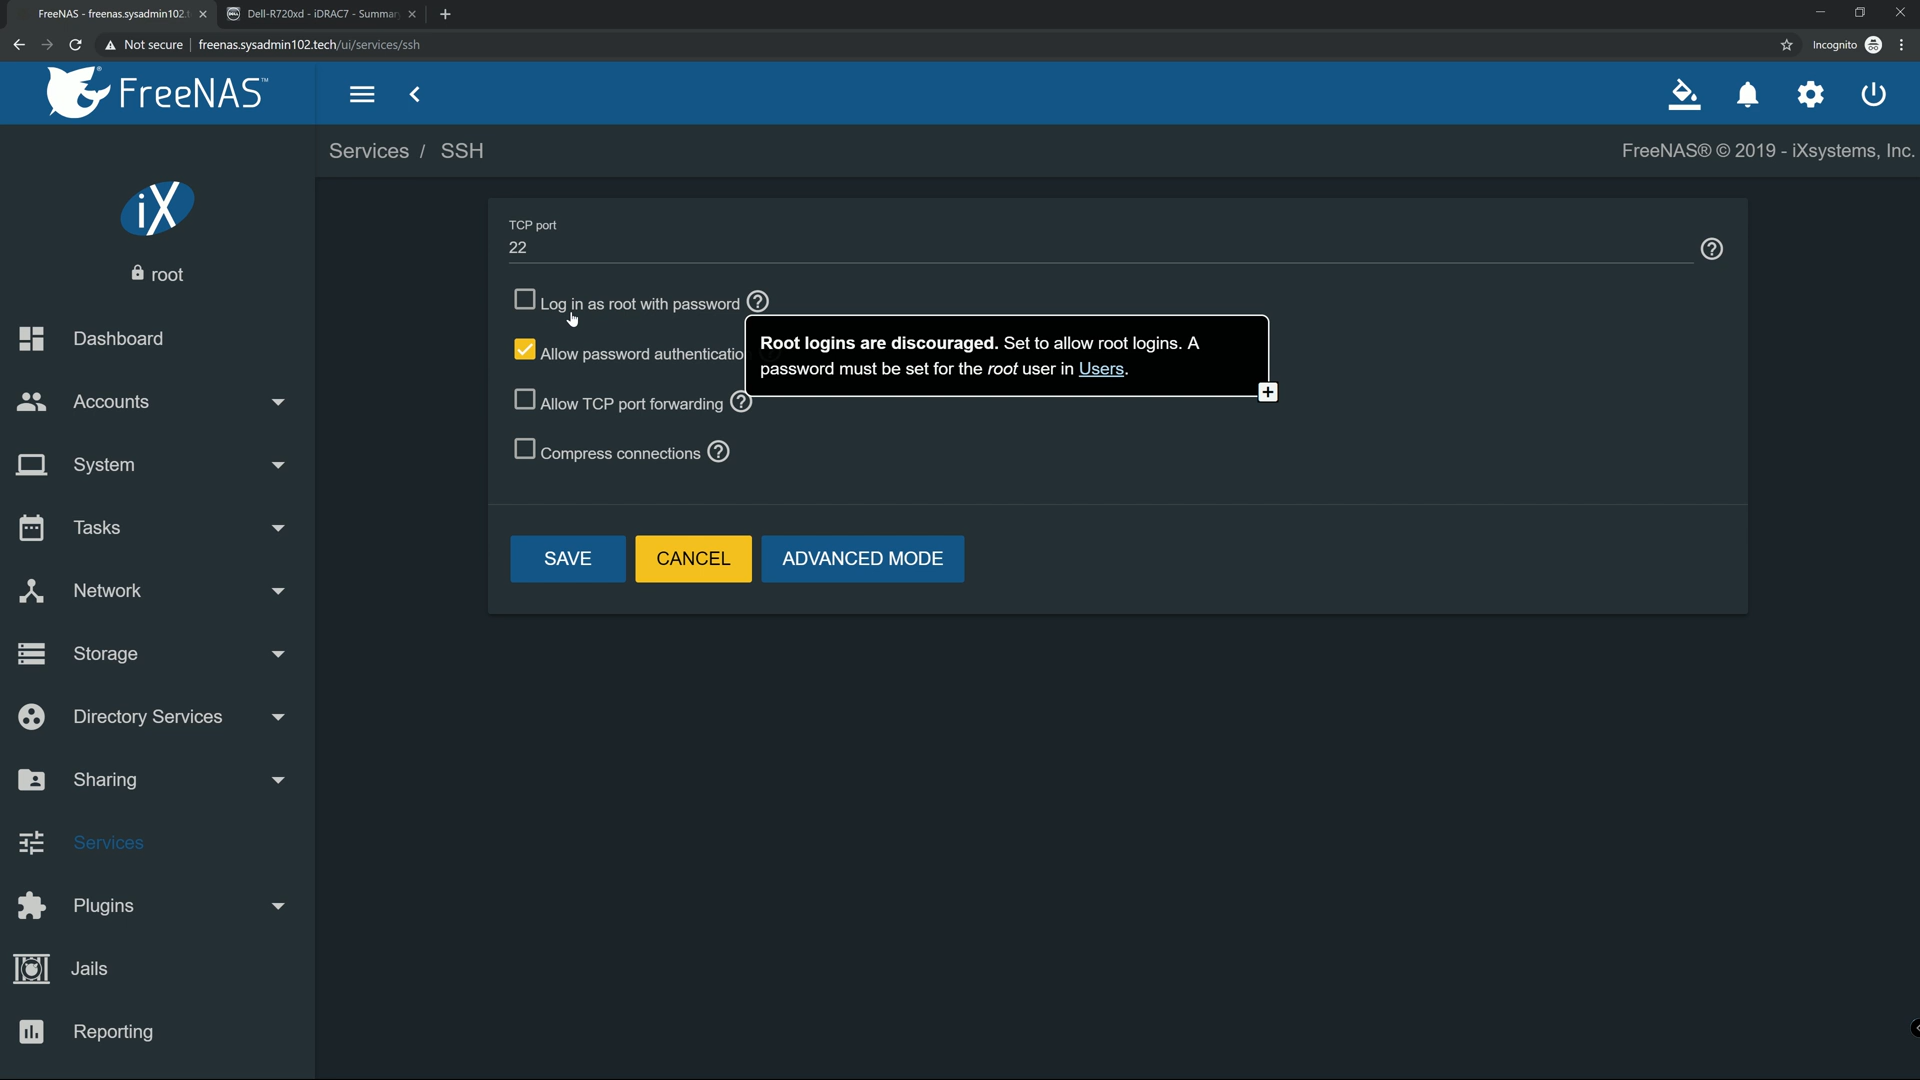 FreeNAS - freenas.sysadmin102.
Dell-R720xd - iDRAC7 - Summar
Not secure
freenas.sysadmin102.tech/ui/services/ssh
Incognito
FreeNAS™
Services / SSH
FreeNAS® © 2019 - iXsystems, Inc.
iX
root
Dashboard
Accounts
System
Tasks
Network
Storage
Directory Services
Sharing
Services
Plugins
Jails
Reporting
TCP port
22
Log in as root with password
Root logins are discouraged. Set to allow root logins. A
password must be set for the root user in Users.
Allow password authenticatio
Allow TCP port forwarding
Compress connections
SAVE
CANCEL
ADVANCED MODE